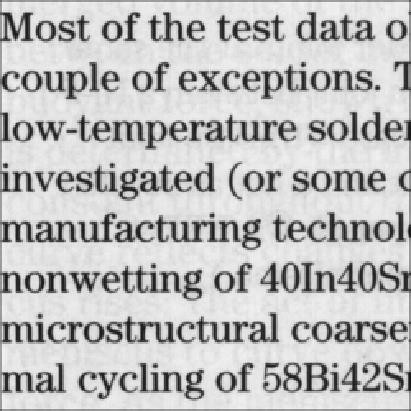 Most of the test data o
couple of exceptions. T
low-temperature solder
investigated (or some c
manufacturing technolo
nonwetting of 40In40Sn
microstructural coarse
mal cycling of 58Bi42Sn